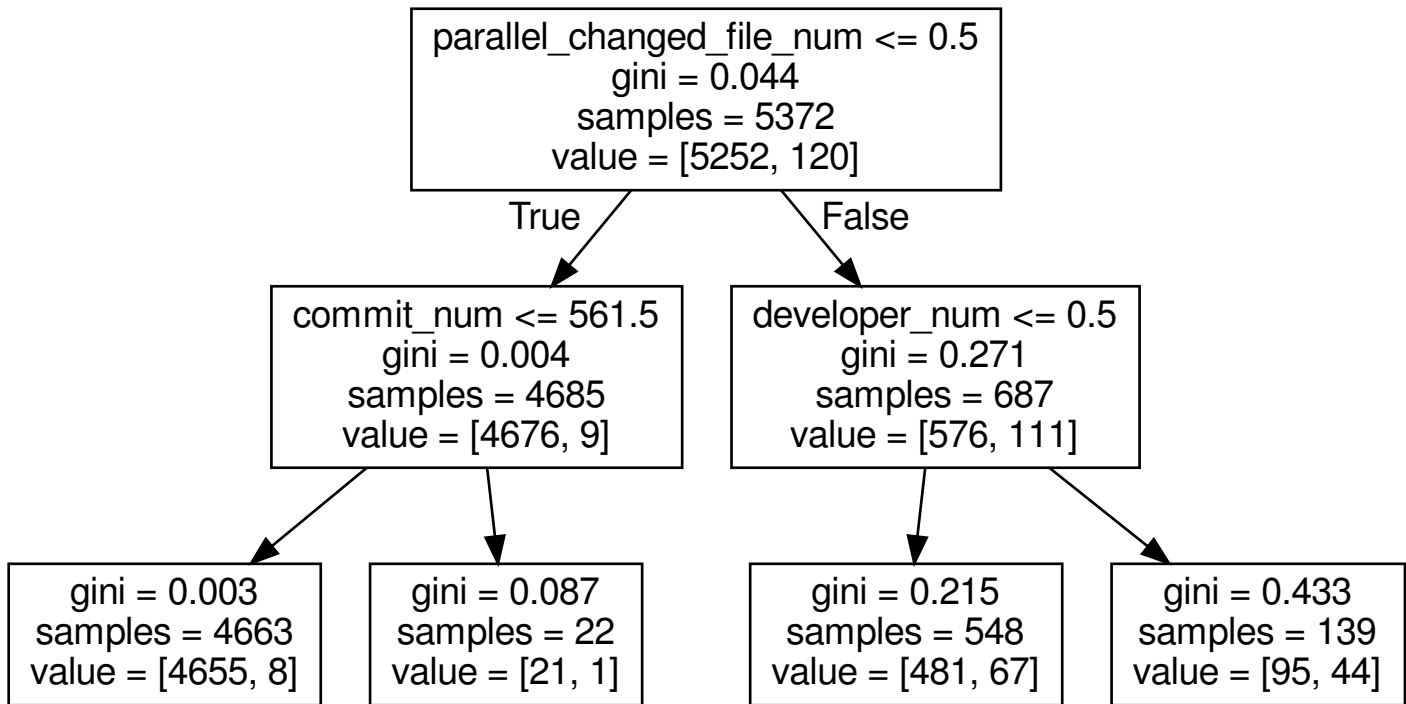 parallel_changed_file_num <= 0.5
gini = 0.044
samples = 5372
value = [5252, 120]
True
False
commit_num <= 561.5
gini = 0.004
samples = 4685
value = [4676, 9]
developer_num <= 0.5
gini = 0.271
samples = 687
value = [576, 111]
gini = 0.003
samples = 4663
value = [4655, 8]
gini = 0.087
samples = 22
value = [21, 1]
gini = 0.215
samples = 548
value = [481, 67]
gini = 0.433
samples = 139
value = [95, 44]